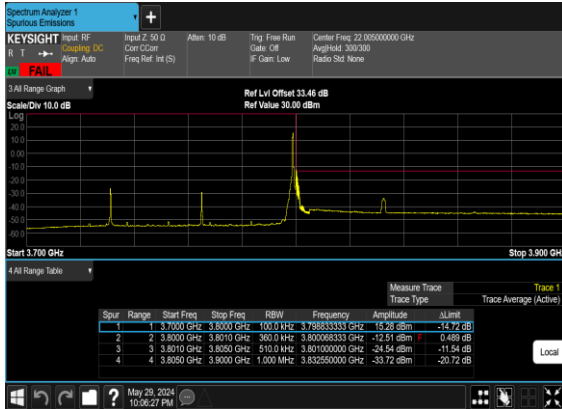 Spectrum Analyzer 1
Spurious Emissions
KEYSIGHT
R T
LM
FAIL
Input: RF
Coupling: DC
Align: Auto
Input Z: 50 Ω
Corr CCorr
Freq Ref: Int (S)
Atten: 10 dB
Trig: Free Run
Gate: Off
IF Gain: Low
Center Freq: 22.005000000 GHz
Avg|Hold: 300/300
Radio Std: None
3 All Range Graph
Scale/Div 10.0 dB
Ref Lvl Offset 33.46 dB
Ref Value 30.00 dBm
Log
20.0
10.0
0.00
-10.0
-20.0
-30.0
-40.0
-50.0
-60.0
Start 3.700 GHz
Stop 3.900 GHz
4 All Range Table
Measure Trace Trace 1
Trace Type Trace Average (Active)
Spur Range Start Freq Stop Freq RBW Frequency Amplitude ΔLimit
1 1 3.7000 GHz 3.8000 GHz 100.0 kHz 3.798833333 GHz 15.28 dBm -14.72 dB
2 2 3.8000 GHz 3.8010 GHz 360.0 kHz 3.800068333 GHz -12.51 dBm F 0.489 dB
3 3 3.8010 GHz 3.8050 GHz 510.0 kHz 3.801000000 GHz -24.54 dBm -11.54 dB
4 4 3.8050 GHz 3.9000 GHz 1.000 MHz 3.832550000 GHz -33.72 dBm -20.72 dB
Local
May 29, 2024
10:06:27 PM